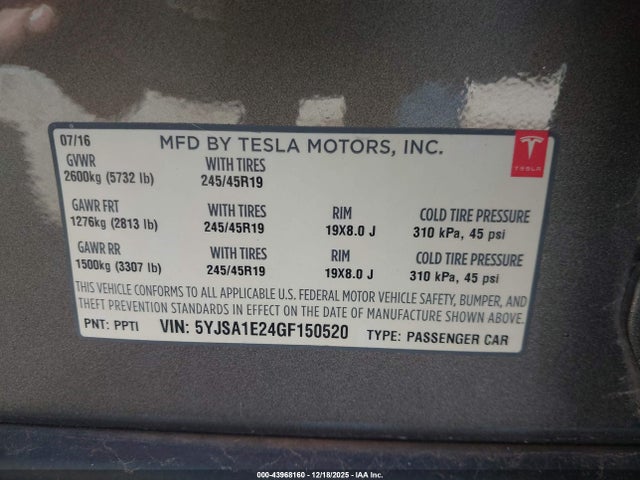 07/16 MFD BY TESLA MOTORS, INC.
TESLA
GVWR WITH TIRES
2600kg (5732 lb) 245/45R19
GAWR FRT WITH TIRES RIM COLD TIRE PRESSURE
1276kg (2813 lb) 245/45R19 19X8.0 J 310 kPa, 45 psi
GAWR RR WITH TIRES RIM COLD TIRE PRESSURE
1500kg (3307 lb) 245/45R19 19X8.0 J 310 kPa, 45 psi
THIS VEHICLE CONFORMS TO ALL APPLICABLE U.S. FEDERAL MOTOR VEHICLE SAFETY, BUMPER, AND
THEFT PREVENTION STANDARDS IN EFFECT ON THE DATE OF MANUFACTURE SHOWN ABOVE.
PNT: PPTI VIN: 5YJSA1E24GF150520 TYPE: PASSENGER CAR
000-43968160 - 12/18/2025 - IAA Inc.